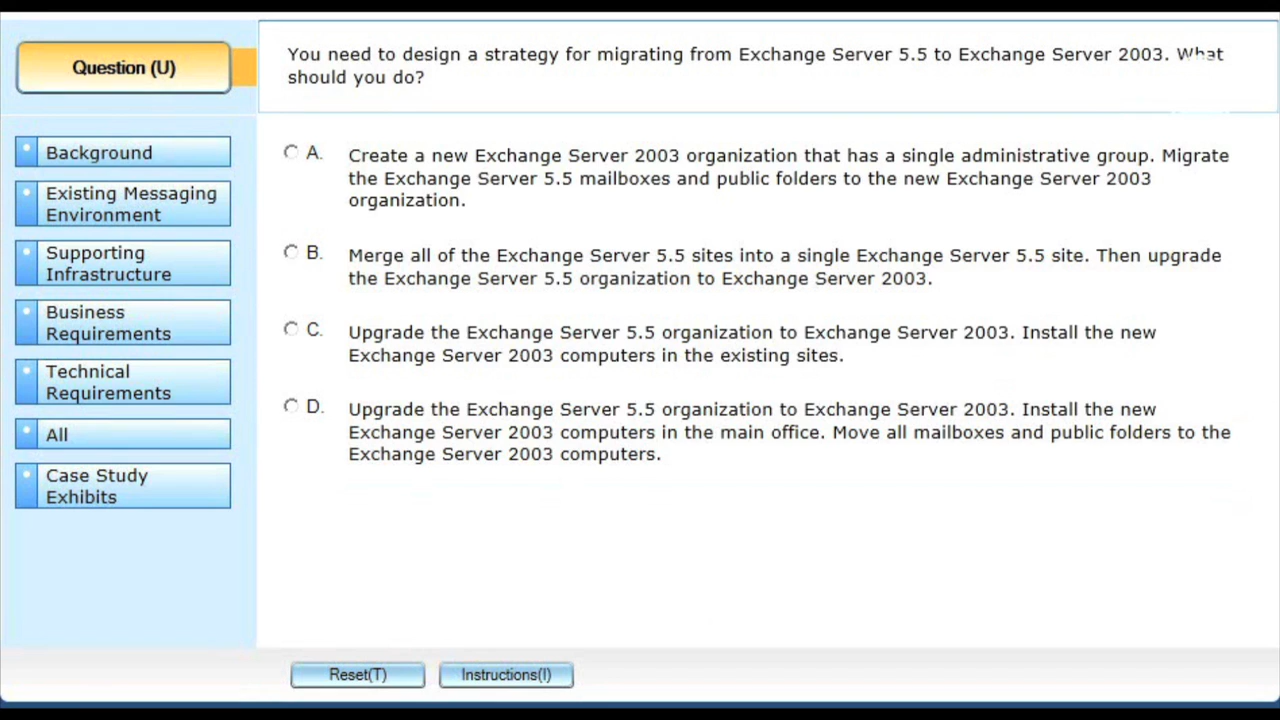 Question (U)
You need to design a strategy for migrating from Exchange Server 5.5 to Exchange Server 2003. What
should you do?
Background
Existing Messaging
Environment
Supporting
Infrastructure
Business
Requirements
Technical
Requirements
All
Case Study
Exhibits
A. Create a new Exchange Server 2003 organization that has a single administrative group. Migrate
the Exchange Server 5.5 mailboxes and public folders to the new Exchange Server 2003
organization.
B. Merge all of the Exchange Server 5.5 sites into a single Exchange Server 5.5 site. Then upgrade
the Exchange Server 5.5 organization to Exchange Server 2003.
C. Upgrade the Exchange Server 5.5 organization to Exchange Server 2003. Install the new
Exchange Server 2003 computers in the existing sites.
D. Upgrade the Exchange Server 5.5 organization to Exchange Server 2003. Install the new
Exchange Server 2003 computers in the main office. Move all mailboxes and public folders to the
Exchange Server 2003 computers.
Reset(T)
Instructions(I)